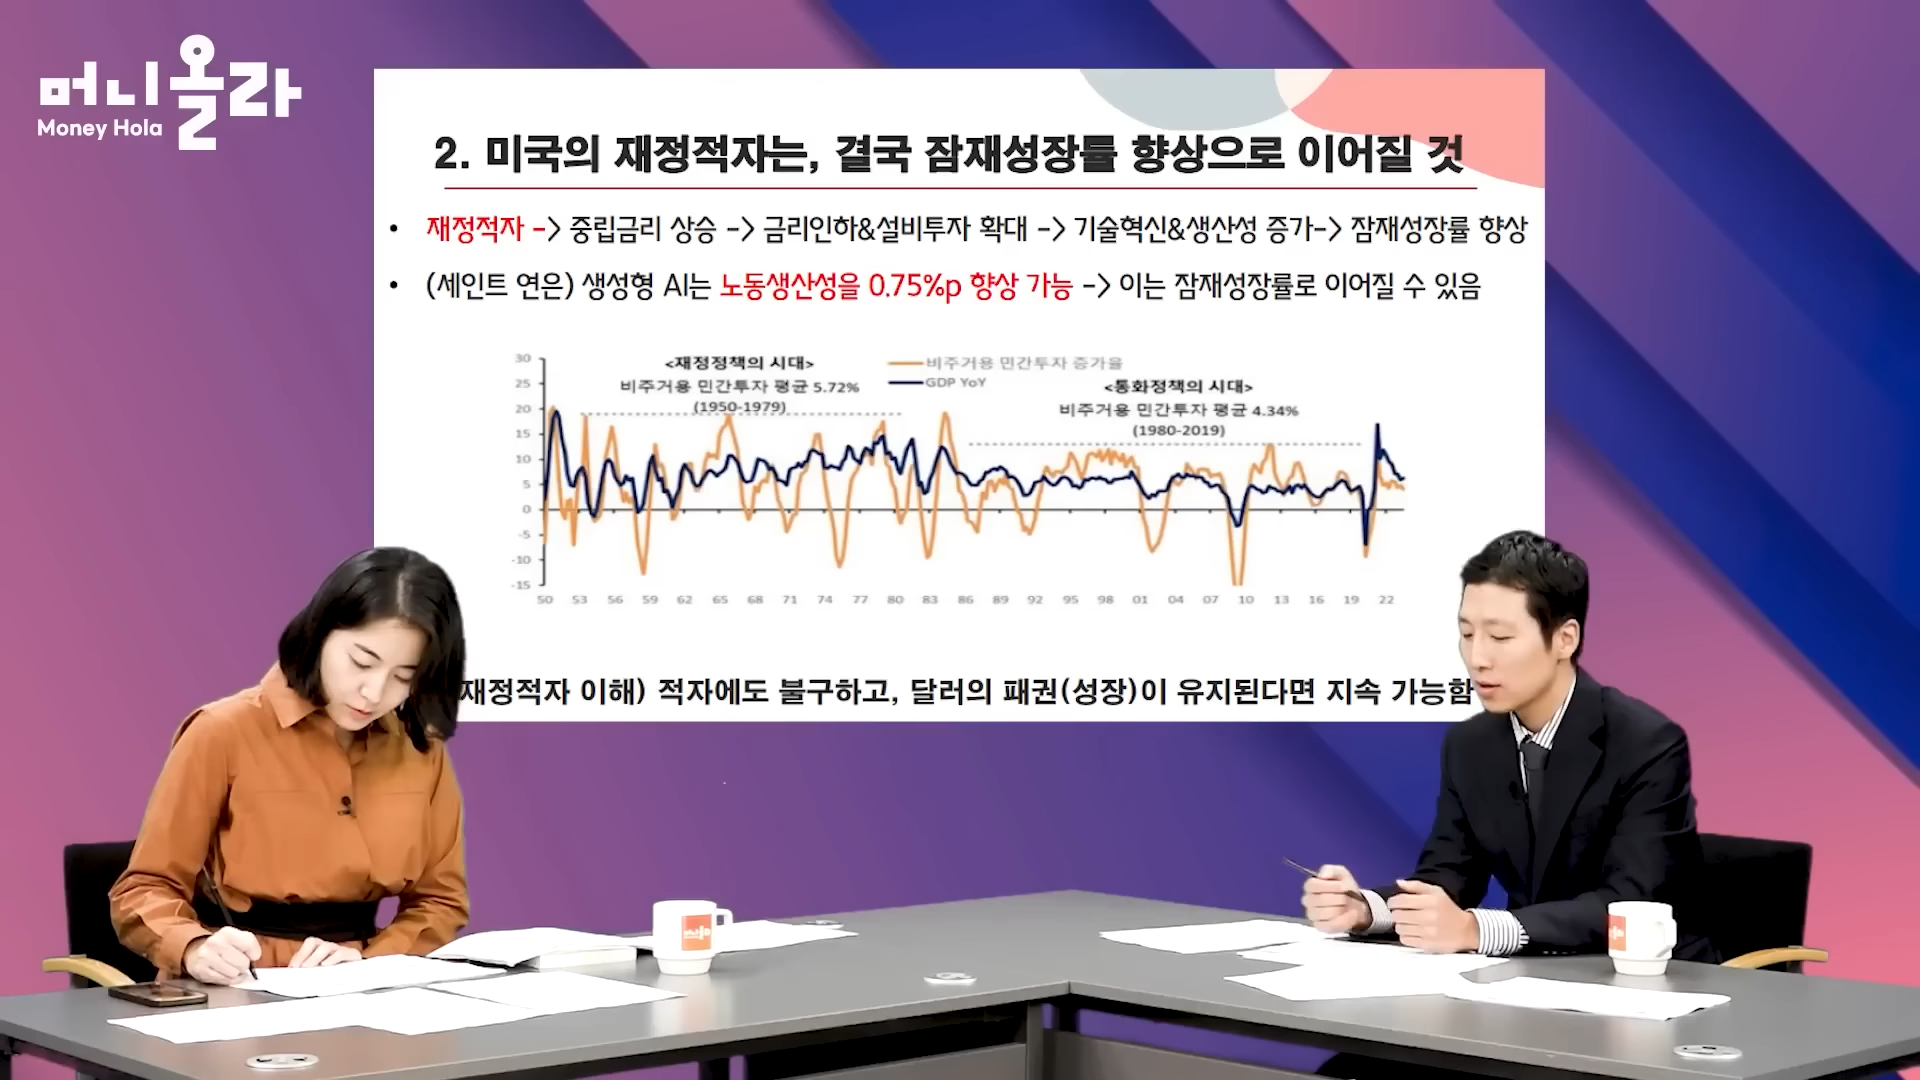 머니올라
Money Hola
2. 미국의 재정적자는, 결국 잠재성장률 향상으로 이어질 것
• 재정적자 -> 중립금리 상승 -> 금리인하&설비투자 확대 -> 기술혁신&생산성 증가-> 잠재성장률 향상
• (세인트 연은) 생성형 AI는 노동생산성을 0.75%p 향상 가능 -> 이는 잠재성장률로 이어질 수 있음
<재정정책의 시대>
비주거용 민간투자 평균 5.72%
(1950-1979)
비주거용 민간투자 증가율
GDP YoY
<통화정책의 시대>
비주거용 민간투자 평균 4.34%
(1980-2019)
30
25
20
15
10
5
0
-5
-10
-15
50 53 56 59 62 65 68 71 74 77 80 83 86 89 92 95 98 01 04 07 10 13 16 19 22
재정적자 이해) 적자에도 불구하고, 달러의 패권(성장)이 유지된다면 지속 가능함
머니올라